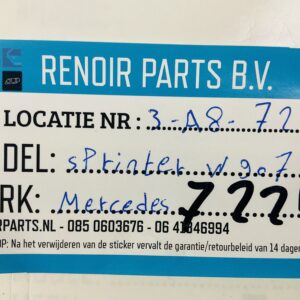 RENOIR PARTS B.V.
LOCATIE NR: 3-A8-72
DEL: sprinter w907
RK: Mercedes 722
RPARTS.NL - 085 0603676 - 06 41846994
OP: Na het verwijderen van de sticker vervalt de garantie/retourbeleid van 14 dagen